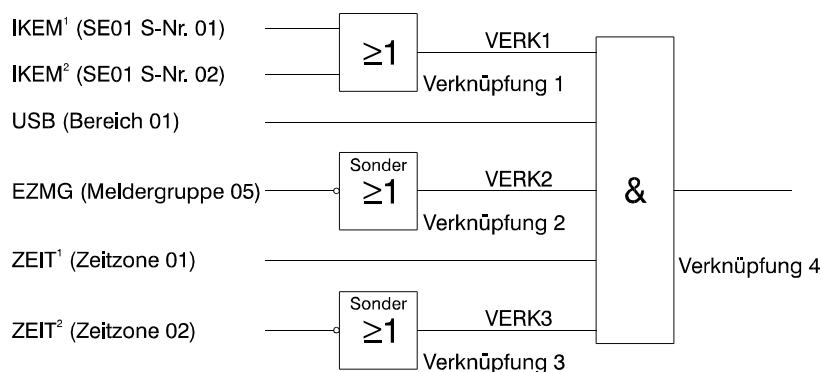 IKEM¹ (SE01 S-Nr. 01)
≥1
VERK1
IKEM² (SE01 S-Nr. 02)
Verknüpfung 1
USB (Bereich 01)
Sonder
≥1
EZMG (Meldergruppe 05)
VERK2
&
Verknüpfung 2
ZEIT¹ (Zeitzone 01)
Verknüpfung 4
Sonder
≥1
ZEIT² (Zeitzone 02)
VERK3
Verknüpfung 3